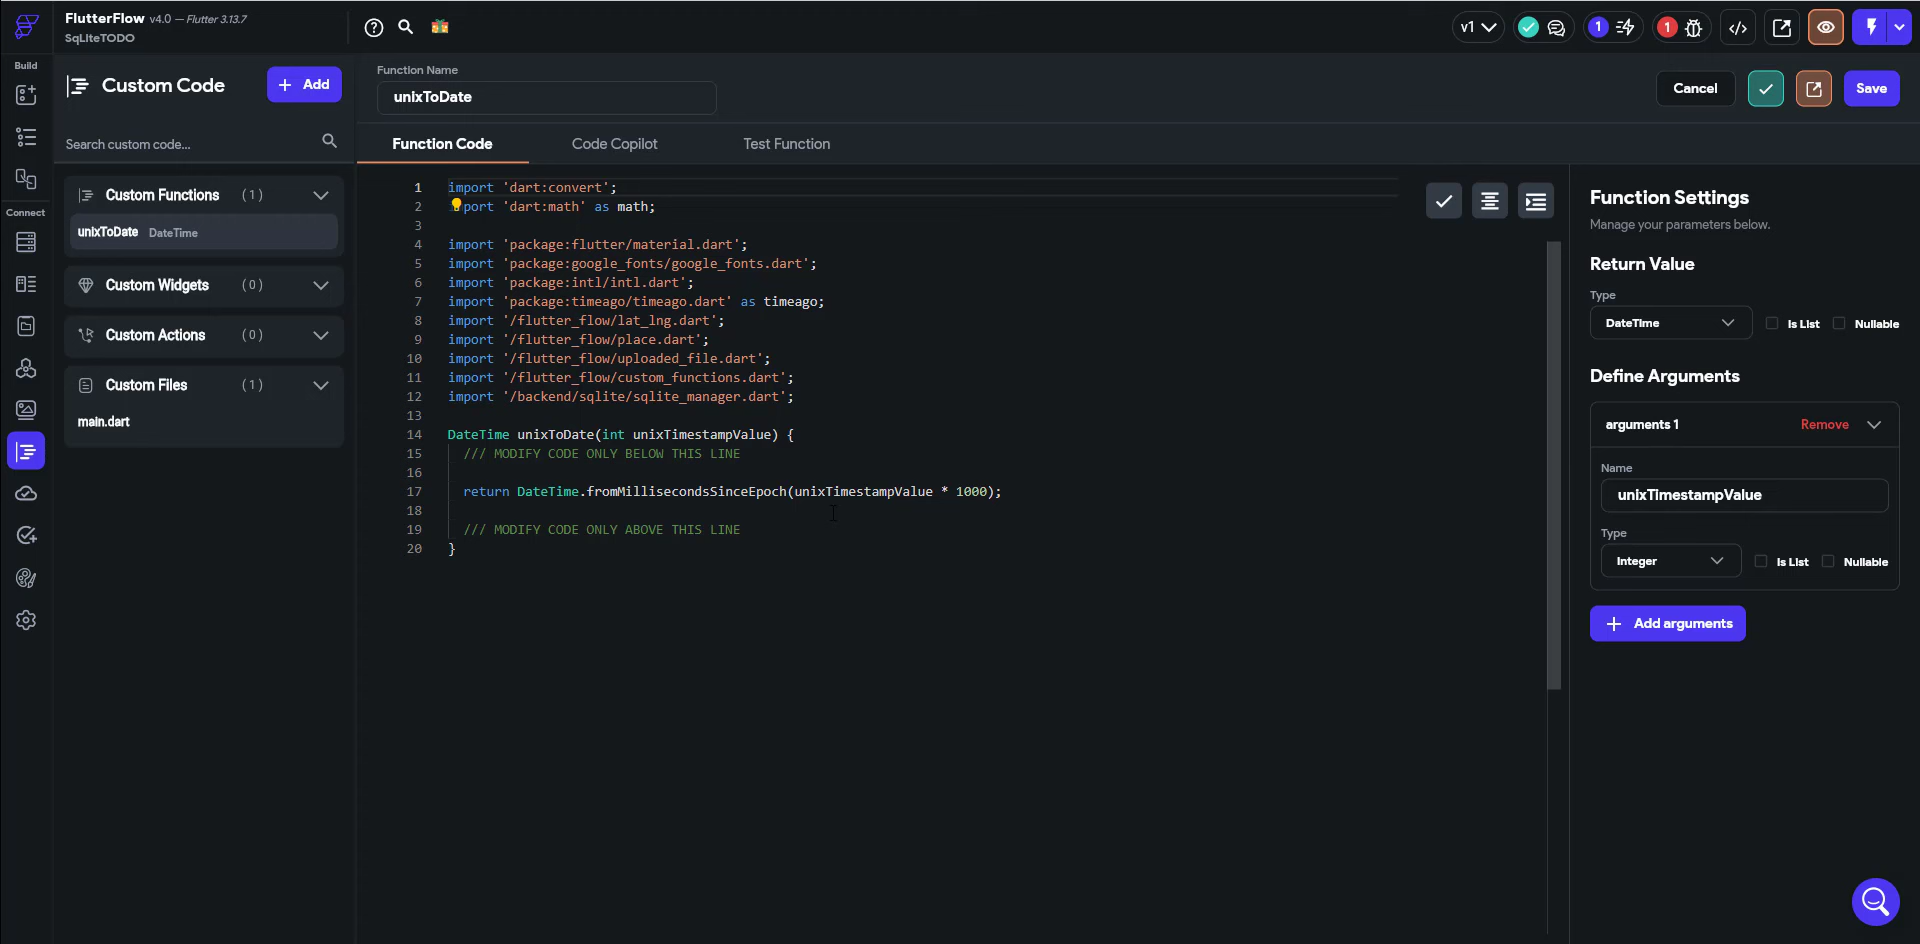 FlutterFlow v4.0 — Flutter 3.13.7
SqLiteTODO
v1
1
1
Build
Connect
Custom Code
Add
Search custom code...
Custom Functions (1)
unixToDate DateTime
Custom Widgets (0)
Custom Actions (0)
Custom Files (1)
main.dart
Function Name
unixToDate
Cancel
Save
Function Code
Code Copilot
Test Function
1 import 'dart:convert';
2 port 'dart:math' as math;
3
4 import 'package:flutter/material.dart';
5 import 'package:google_fonts/google_fonts.dart';
6 import 'package:intl/intl.dart';
7 import 'package:timeago/timeago.dart' as timeago;
8 import '/flutter_flow/lat_lng.dart';
9 import '/flutter_flow/place.dart';
10 import '/flutter_flow/uploaded_file.dart';
11 import '/flutter_flow/custom_functions.dart';
12 import '/backend/sqlite/sqlite_manager.dart';
13
14 DateTime unixToDate(int unixTimestampValue) {
15 /// MODIFY CODE ONLY BELOW THIS LINE
16
17 return DateTime.fromMillisecondsSinceEpoch(unixTimestampValue * 1000);
18
19 /// MODIFY CODE ONLY ABOVE THIS LINE
20 }
Function Settings
Manage your parameters below.
Return Value
Type
DateTime
Is List
Nullable
Define Arguments
arguments 1
Remove
Name
unixTimestampValue
Type
Integer
Is List
Nullable
Add arguments